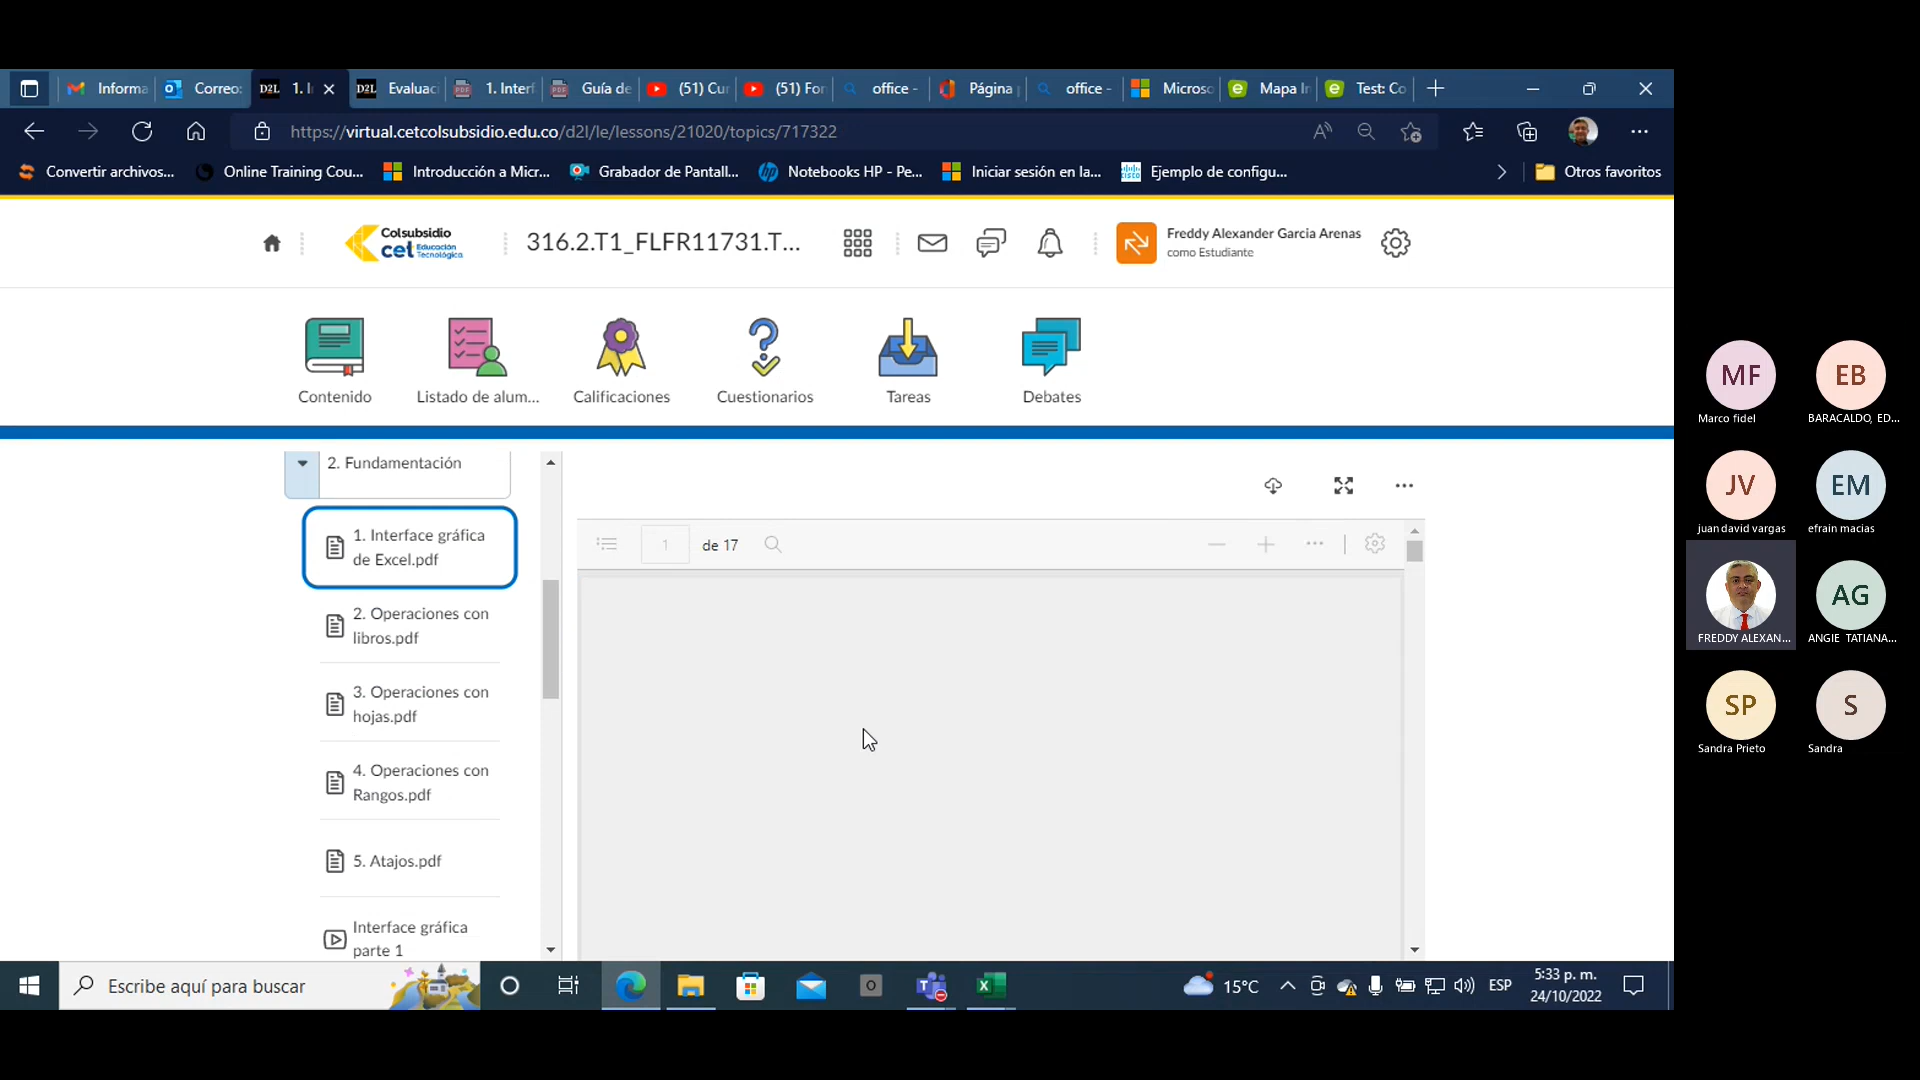 Informa
Correo:
D2L 1. I
D2L Evaluac
1. Interf
Guía de
(51) Cur
(51) For
office -
Página
office -
Microso
Mapa In
Test: Co
https://virtual.cetcolsubsidio.edu.co/d2l/le/lessons/21020/topics/717322
Convertir archivos...
Online Training Cou...
Introducción a Micr...
Grabador de Pantall...
Notebooks HP - Pe...
Iniciar sesión en la...
Ejemplo de configu...
Otros favoritos
Colsubsidio
cet Educación Tecnológica
316.2.T1_FLFR11731.T...
Freddy Alexander Garcia Arenas
como Estudiante
Contenido
Listado de alum...
Calificaciones
Cuestionarios
Tareas
Debates
2. Fundamentación
1. Interface gráfica
de Excel.pdf
2. Operaciones con
libros.pdf
3. Operaciones con
hojas.pdf
4. Operaciones con
Rangos.pdf
5. Atajos.pdf
Interface gráfica
parte 1
1 de 17
MF
Marco fidel
EB
BARACALDO, ED...
JV
juan david vargas
EM
efrain macias
FREDDY ALEXAN...
AG
ANGIE TATIANA...
SP
Sandra Prieto
S
Sandra
Escribe aquí para buscar
15°C
ESP
5:33 p. m.
24/10/2022